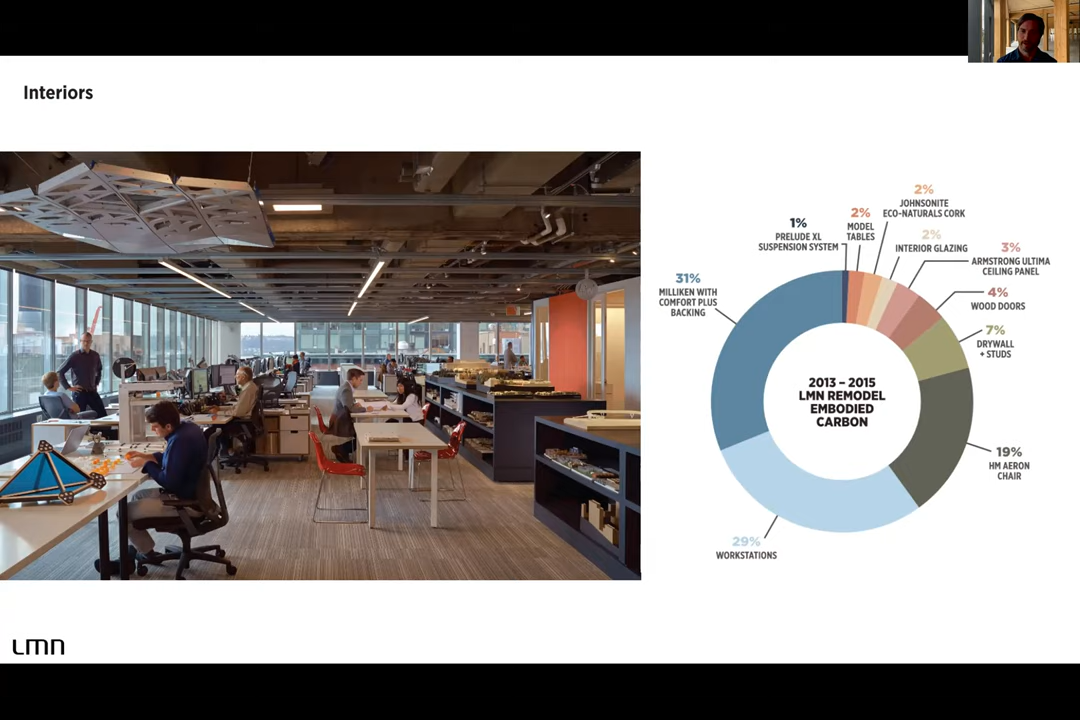 Interiors
2%
JOHNSONITE
ECO-NATURALS CORK
2%
MODEL
TABLES
1%
PRELUDE XL
SUSPENSION SYSTEM
2%
INTERIOR GLAZING
3%
ARMSTRONG ULTIMA
CEILING PANEL
31%
MILLIKEN WITH
COMFORT PLUS
BACKING
4%
WOOD DOORS
7%
DRYWALL
+ STUDS
2013 – 2015
LMN REMODEL
EMBODIED
CARBON
19%
HM AERON
CHAIR
29%
WORKSTATIONS
LMN